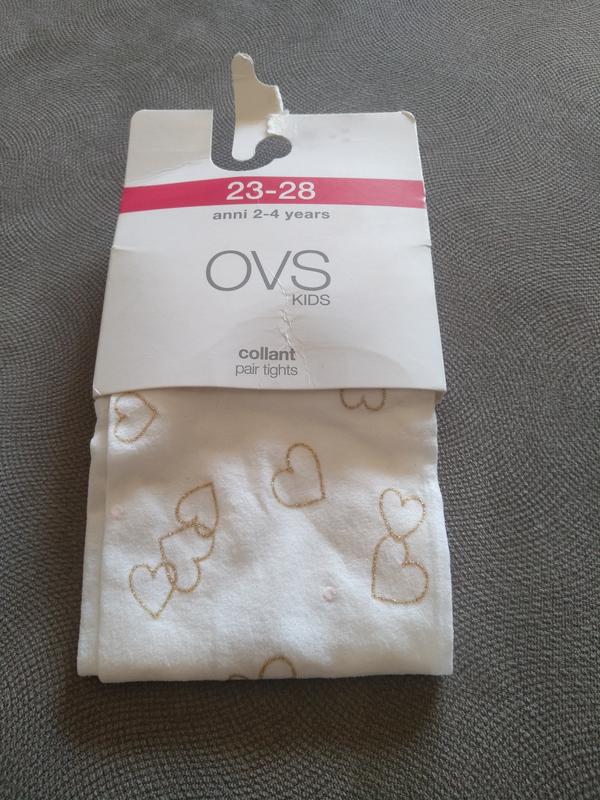 23-28
anni 2-4 years
OVS
KIDS
collant
pair tights